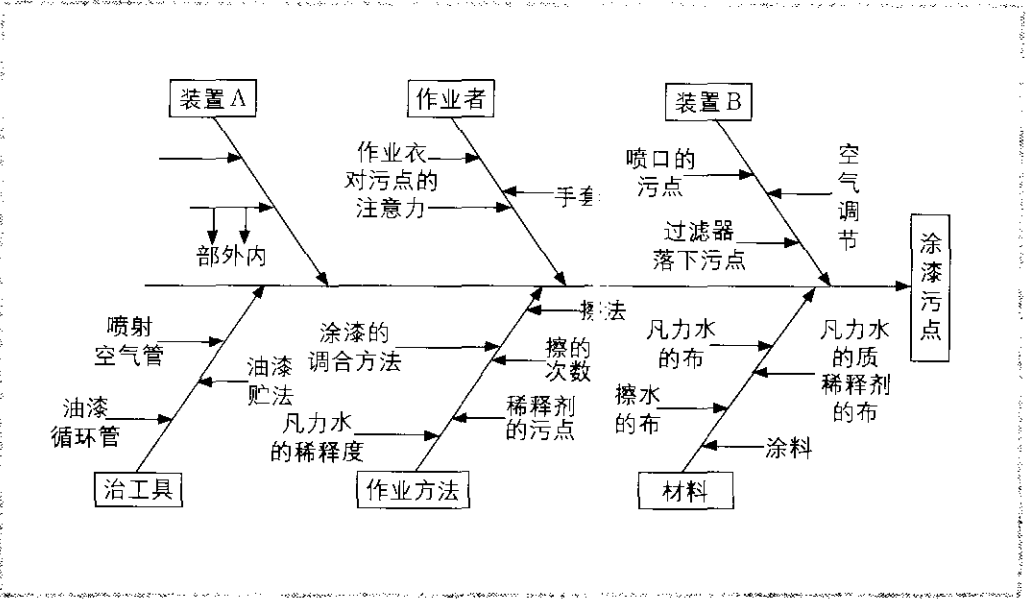 装置A
作业者
装置B
作业衣
对污点的
注意力
手套
喷口的
污点
空气调节
过滤器
落下污点
部外内
涂漆污点
喷射
空气管
油漆
贮法
油漆
循环管
涂漆的
调合方法
擦法
擦的
次数
凡力水
的稀释度
稀释剂
的污点
凡力水
的布
凡力水
的质
稀释剂
的布
擦水
的布
涂料
治工具
作业方法
材料